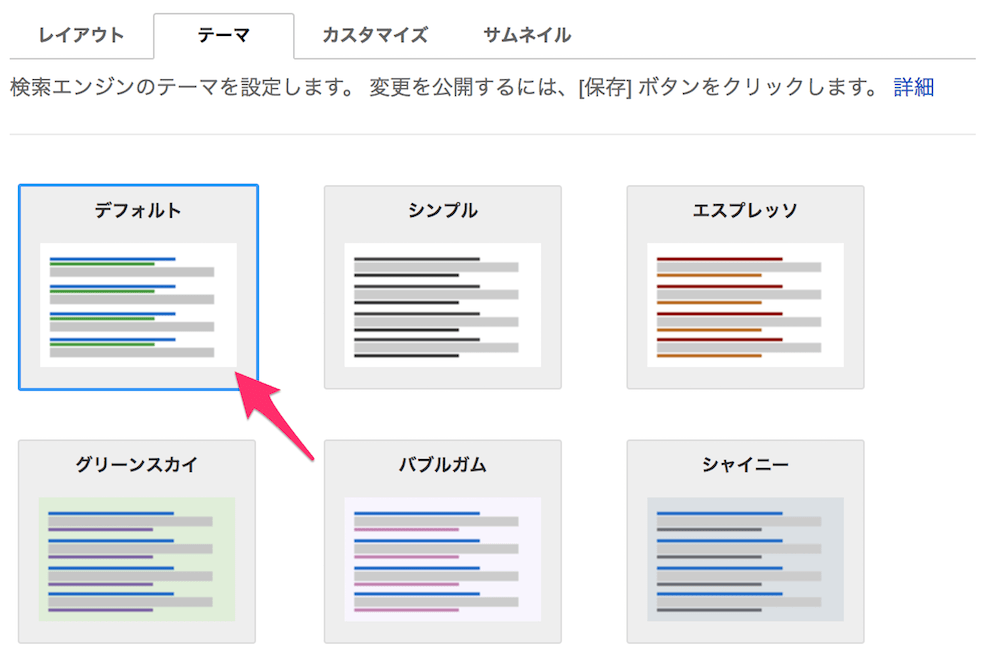 レイアウト テーマ カスタマイズ サムネイル
検索エンジンのテーマを設定します。 変更を公開するには、[保存] ボタンをクリックします。 詳細
デフォルト シンプル エスプレッソ
グリーンスカイ バブルガム シャイニー